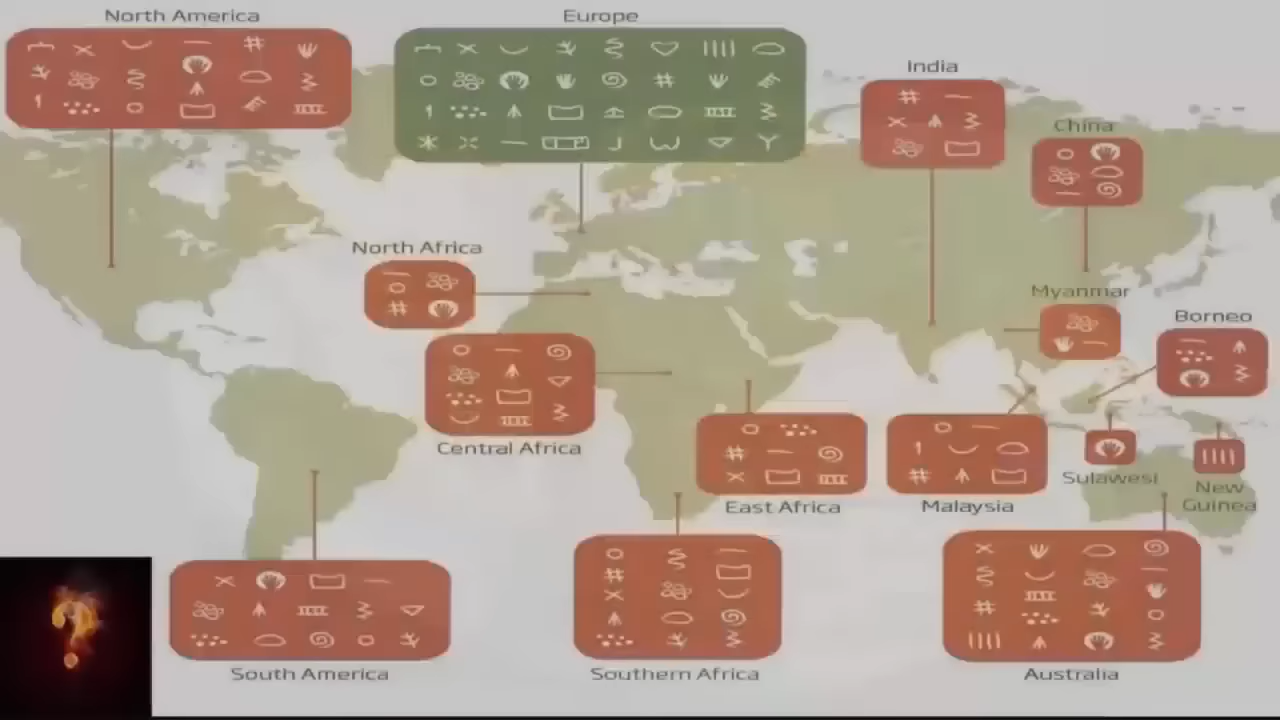 North America
Europe
India
China
North Africa
Myanmar
Borneo
Central Africa
East Africa
Malaysia
Sulawesi
New
Guinea
South America
Southern Africa
Australia